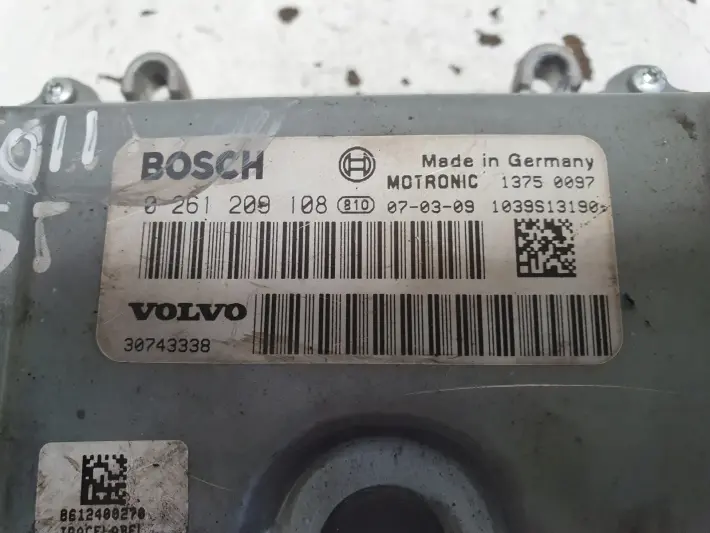 011
BOSCH Made in Germany
MOTRONIC 1375 0097
0 261 209 108 810 07-03-09 1039S13190
VOLVO
30743338
8612400270